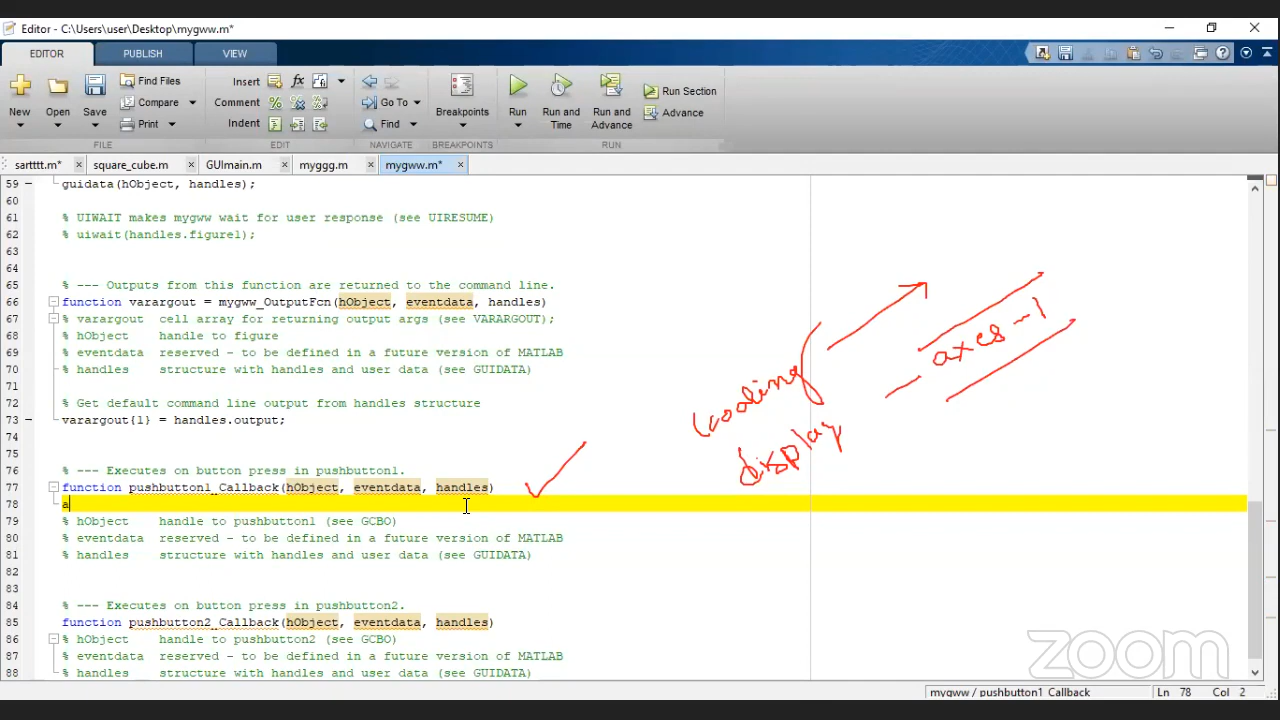 Editor - C:\Users\user\Desktop\mygww.m*
EDITOR PUBLISH VIEW
New Open Save Find Files Compare Print Insert Comment Indent Go To Find Breakpoints Run Run and Time Run and Advance Run Section Advance
FILE EDIT NAVIGATE BREAKPOINTS RUN
sartttt.m* × square_cube.m × GUImain.m × myggg.m × mygww.m* ×
59 – guidata(hObject, handles);
60
61 % UIWAIT makes mygww wait for user response (see UIRESUME)
62 % uiwait(handles.figure1);
63
64
65 % --- Outputs from this function are returned to the command line.
66 function varargout = mygww_OutputFcn(hObject, eventdata, handles)
67 % varargout  cell array for returning output args (see VARARGOUT);
68 % hObject    handle to figure
69 % eventdata  reserved - to be defined in a future version of MATLAB
70 % handles    structure with handles and user data (see GUIDATA)
71
72 % Get default command line output from handles structure
73 – varargout{1} = handles.output;
74
75
76 % --- Executes on button press in pushbutton1.
77 function pushbutton1_Callback(hObject, eventdata, handles)
78 a
79 % hObject    handle to pushbutton1 (see GCBO)
80 % eventdata  reserved - to be defined in a future version of MATLAB
81 % handles    structure with handles and user data (see GUIDATA)
82
83
84 % --- Executes on button press in pushbutton2.
85 function pushbutton2_Callback(hObject, eventdata, handles)
86 % hObject    handle to pushbutton2 (see GCBO)
87 % eventdata  reserved - to be defined in a future version of MATLAB
88 % handles    structure with handles and user data (see GUIDATA)
axes-1
display
zoom
mygww / pushbutton1_Callback Ln 78 Col 2